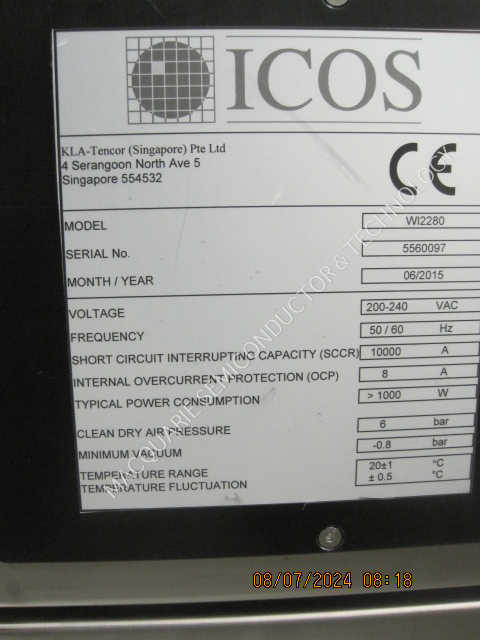 ICOS
KLA-Tencor (Singapore) Pte Ltd
4 Serangoon North Ave 5
Singapore 554532
CE
MODEL WI2280
SERIAL No. 5560097
MONTH / YEAR 06/2015
VOLTAGE 200-240 VAC
FREQUENCY 50 / 60 Hz
SHORT CIRCUIT INTERRUPTING CAPACITY (SCCR) 10000 A
INTERNAL OVERCURRENT PROTECTION (OCP) 8 A
TYPICAL POWER CONSUMPTION > 1000 W
CLEAN DRY AIR PRESSURE 6 bar
MINIMUM VACUUM -0.8 bar
TEMPERATURE RANGE 20±1 °C
TEMPERATURE FLUCTUATION ± 0.5 °C
MACQUARIE SEMICONDUCTOR & TECHNOLOGY
08/07/2024 08:18